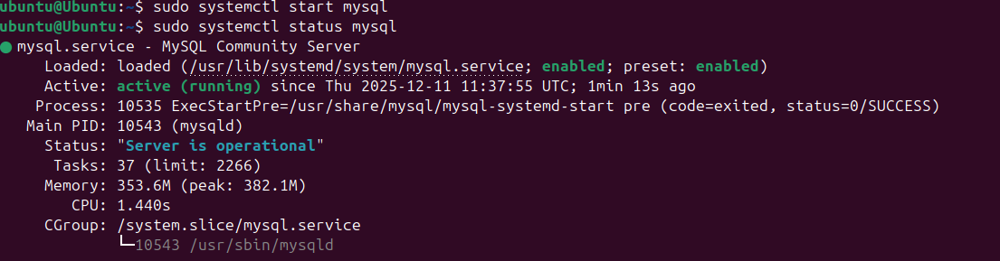 ubuntu@Ubuntu:~$ sudo systemctl start mysql
ubuntu@Ubuntu:~$ sudo systemctl status mysql
● mysql.service - MySQL Community Server
     Loaded: loaded (/usr/lib/systemd/system/mysql.service; enabled; preset: enabled)
     Active: active (running) since Thu 2025-12-11 11:37:55 UTC; 1min 13s ago
    Process: 10535 ExecStartPre=/usr/share/mysql/mysql-systemd-start pre (code=exited, status=0/SUCCESS)
   Main PID: 10543 (mysqld)
     Status: "Server is operational"
      Tasks: 37 (limit: 2266)
     Memory: 353.6M (peak: 382.1M)
        CPU: 1.440s
     CGroup: /system.slice/mysql.service
             └─10543 /usr/sbin/mysqld